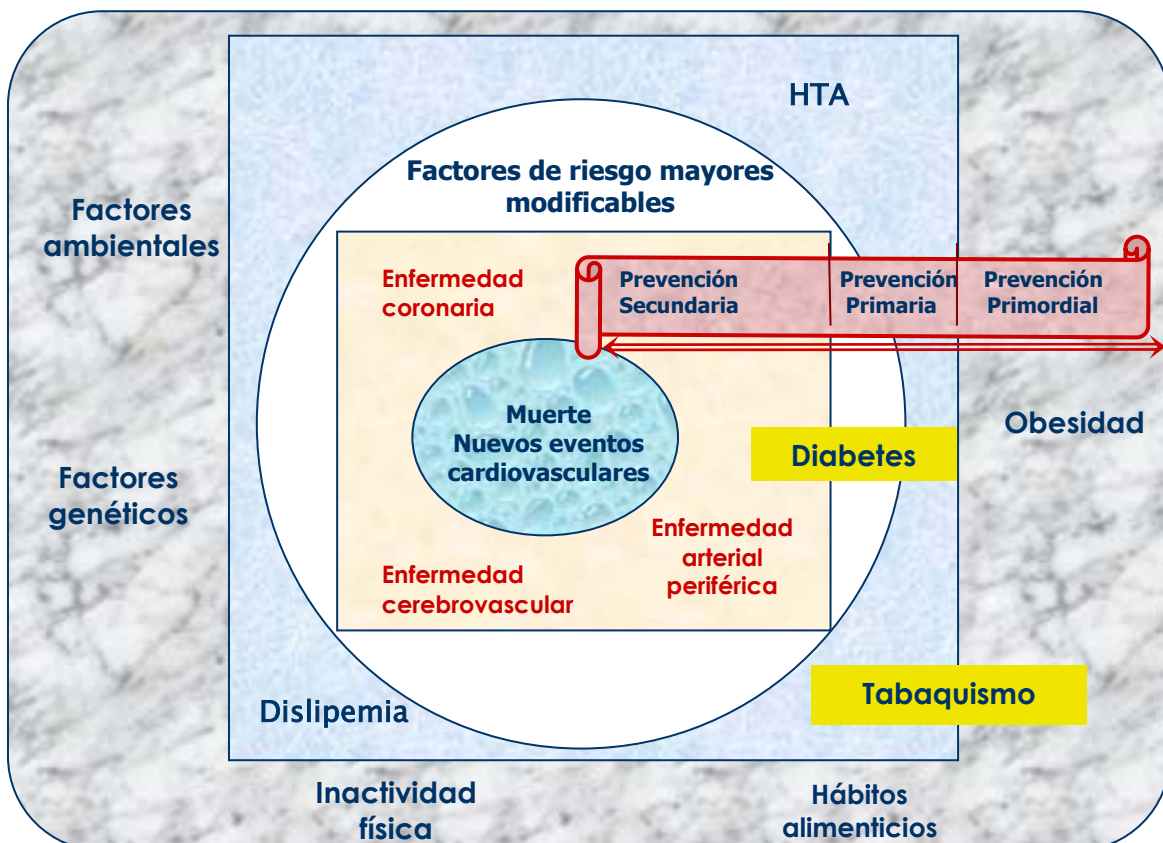 HTA
Factores de riesgo mayores
modificables
Factores
ambientales
Enfermedad
coronaria
Prevención
Secundaria
Prevención
Primaria
Prevención
Primordial
Muerte
Nuevos eventos
cardiovasculares
Obesidad
Diabetes
Factores
genéticos
Enfermedad
arterial
periférica
Enfermedad
cerebrovascular
Tabaquismo
Dislipemia
Inactividad
física
Hábitos
alimenticios